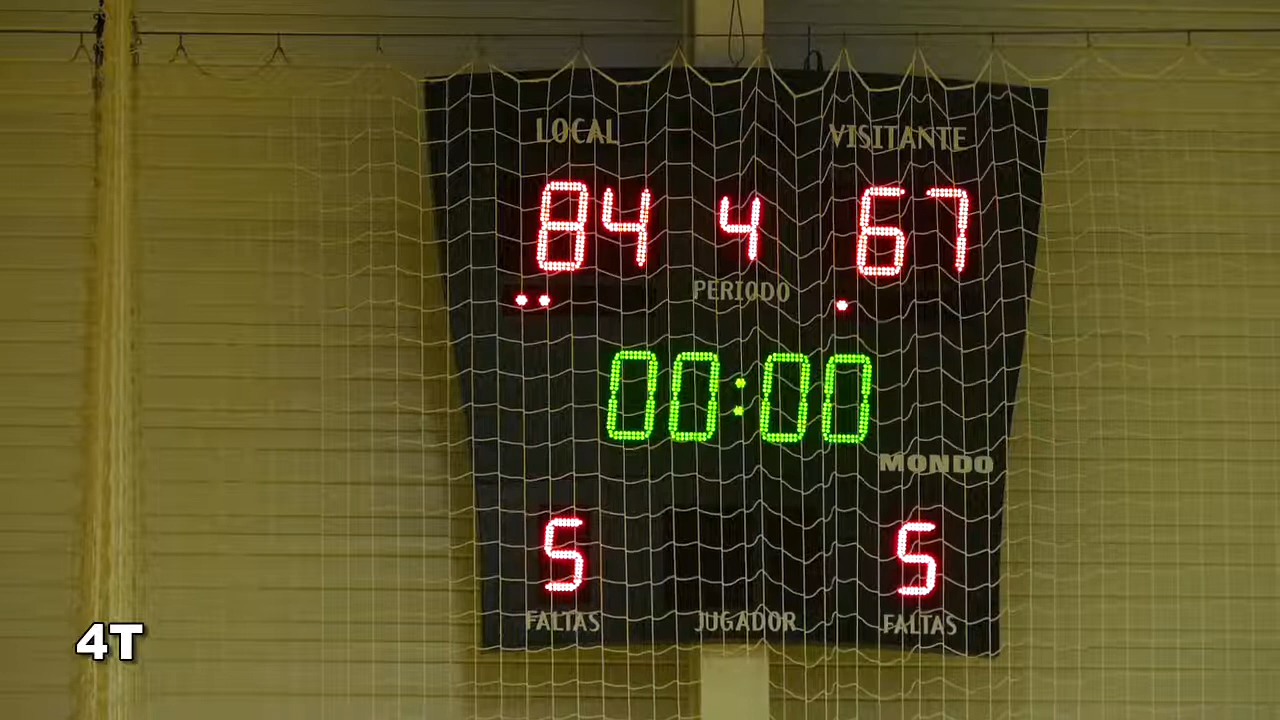 LOCAL VISITANTE
84 4 67
PERIODO
00:00
MONDO
5 5
FALTAS JUGADOR FALTAS
4T